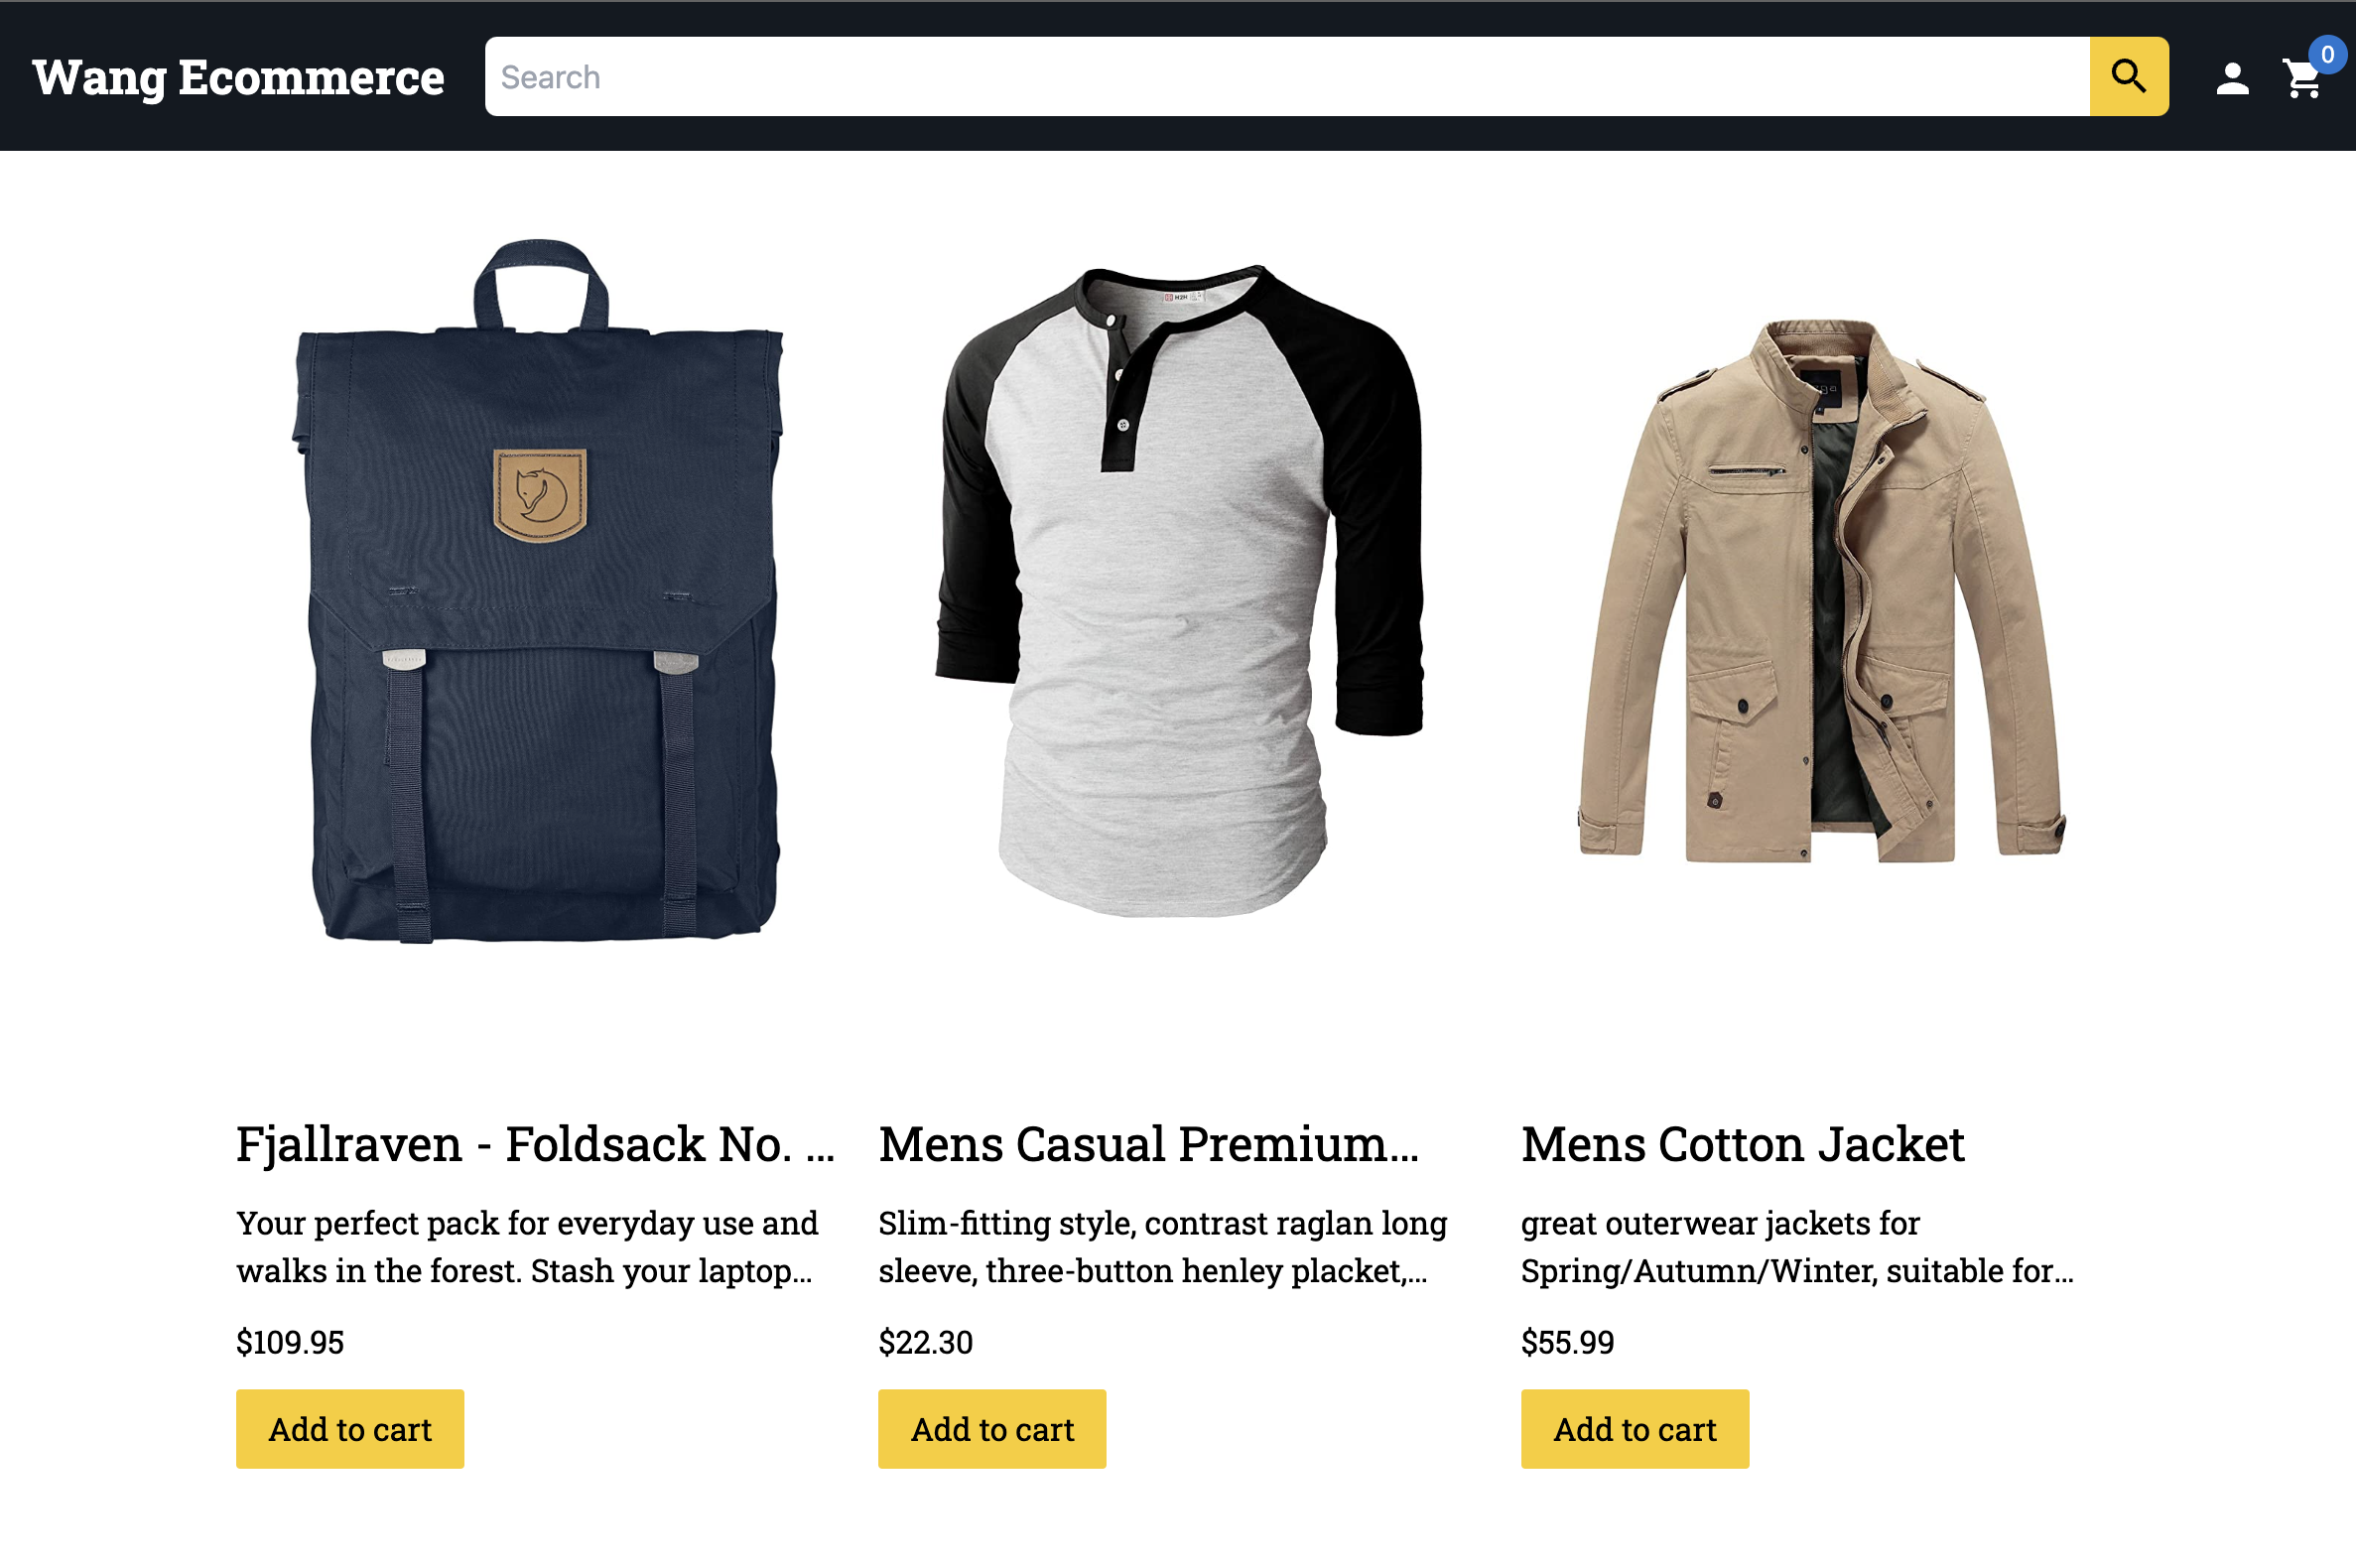 Wang Ecommerce
Search
0
H2H
Fjallraven - Foldsack No. ...
Mens Casual Premium...
Mens Cotton Jacket
Your perfect pack for everyday use and
walks in the forest. Stash your laptop...
Slim-fitting style, contrast raglan long
sleeve, three-button henley placket,...
great outerwear jackets for
Spring/Autumn/Winter, suitable for...
$109.95
$22.30
$55.99
Add to cart
Add to cart
Add to cart